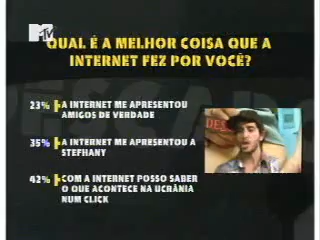 MTV
QUAL É A MELHOR COISA QUE A
INTERNET FEZ POR VOCÊ?
23% A INTERNET ME APRESENTOU
AMIGOS DE VERDADE
35% A INTERNET ME APRESENTOU A
STEFHANY
42% COM A INTERNET POSSO SABER
O QUE ACONTECE NA UCRÂNIA
NUM CLICK